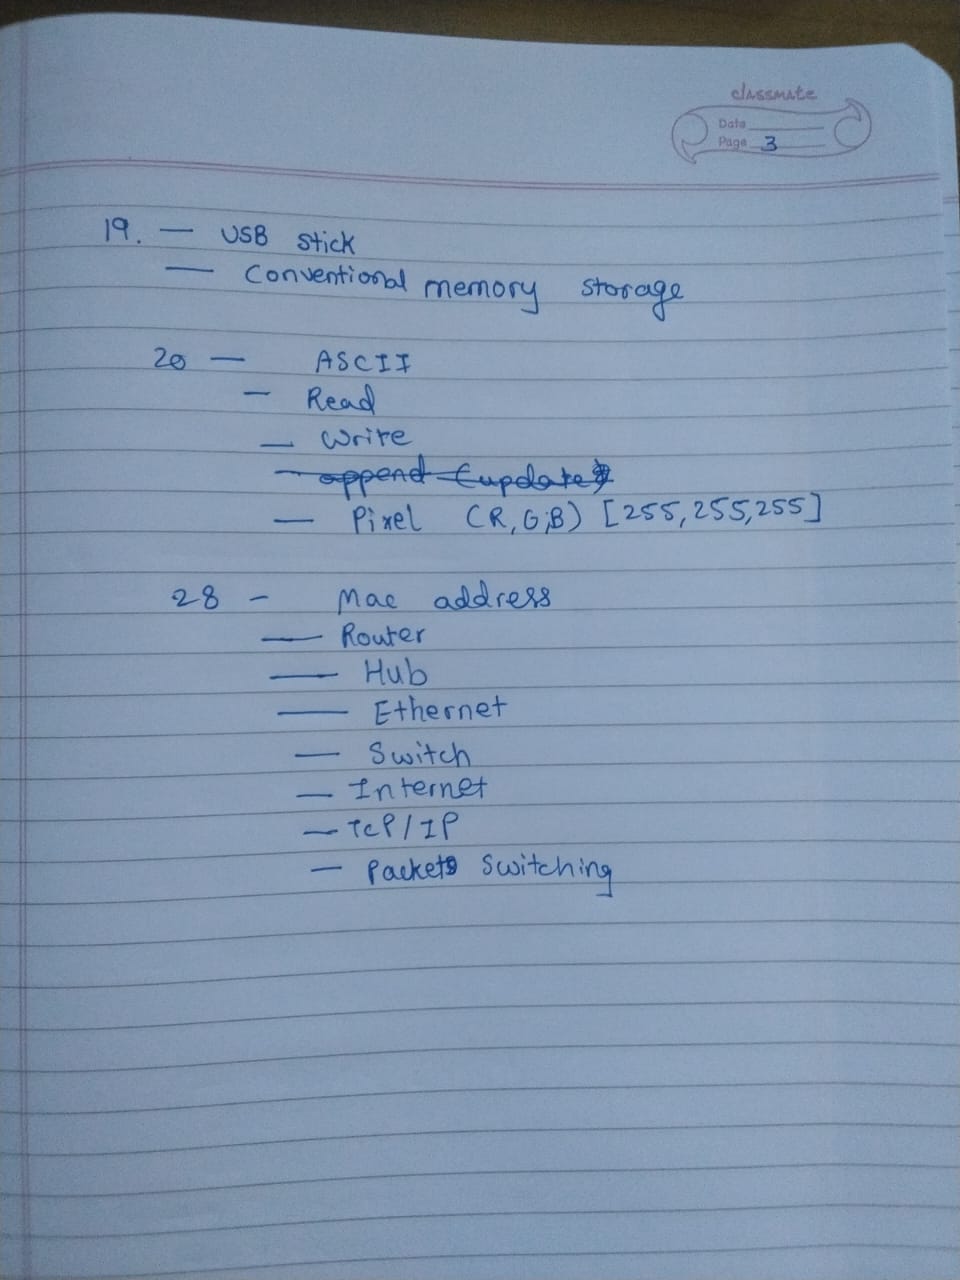 classmate
Date
Page 3
19. — USB stick
— Conventional memory storage
20 — ASCII
— Read
— Write
— append (update)
— Pixel (R,G,B) [255,255,255]
28 - Mac address
— Router
— Hub
— Ethernet
— Switch
— Internet
— TCP/IP
— Packets Switching